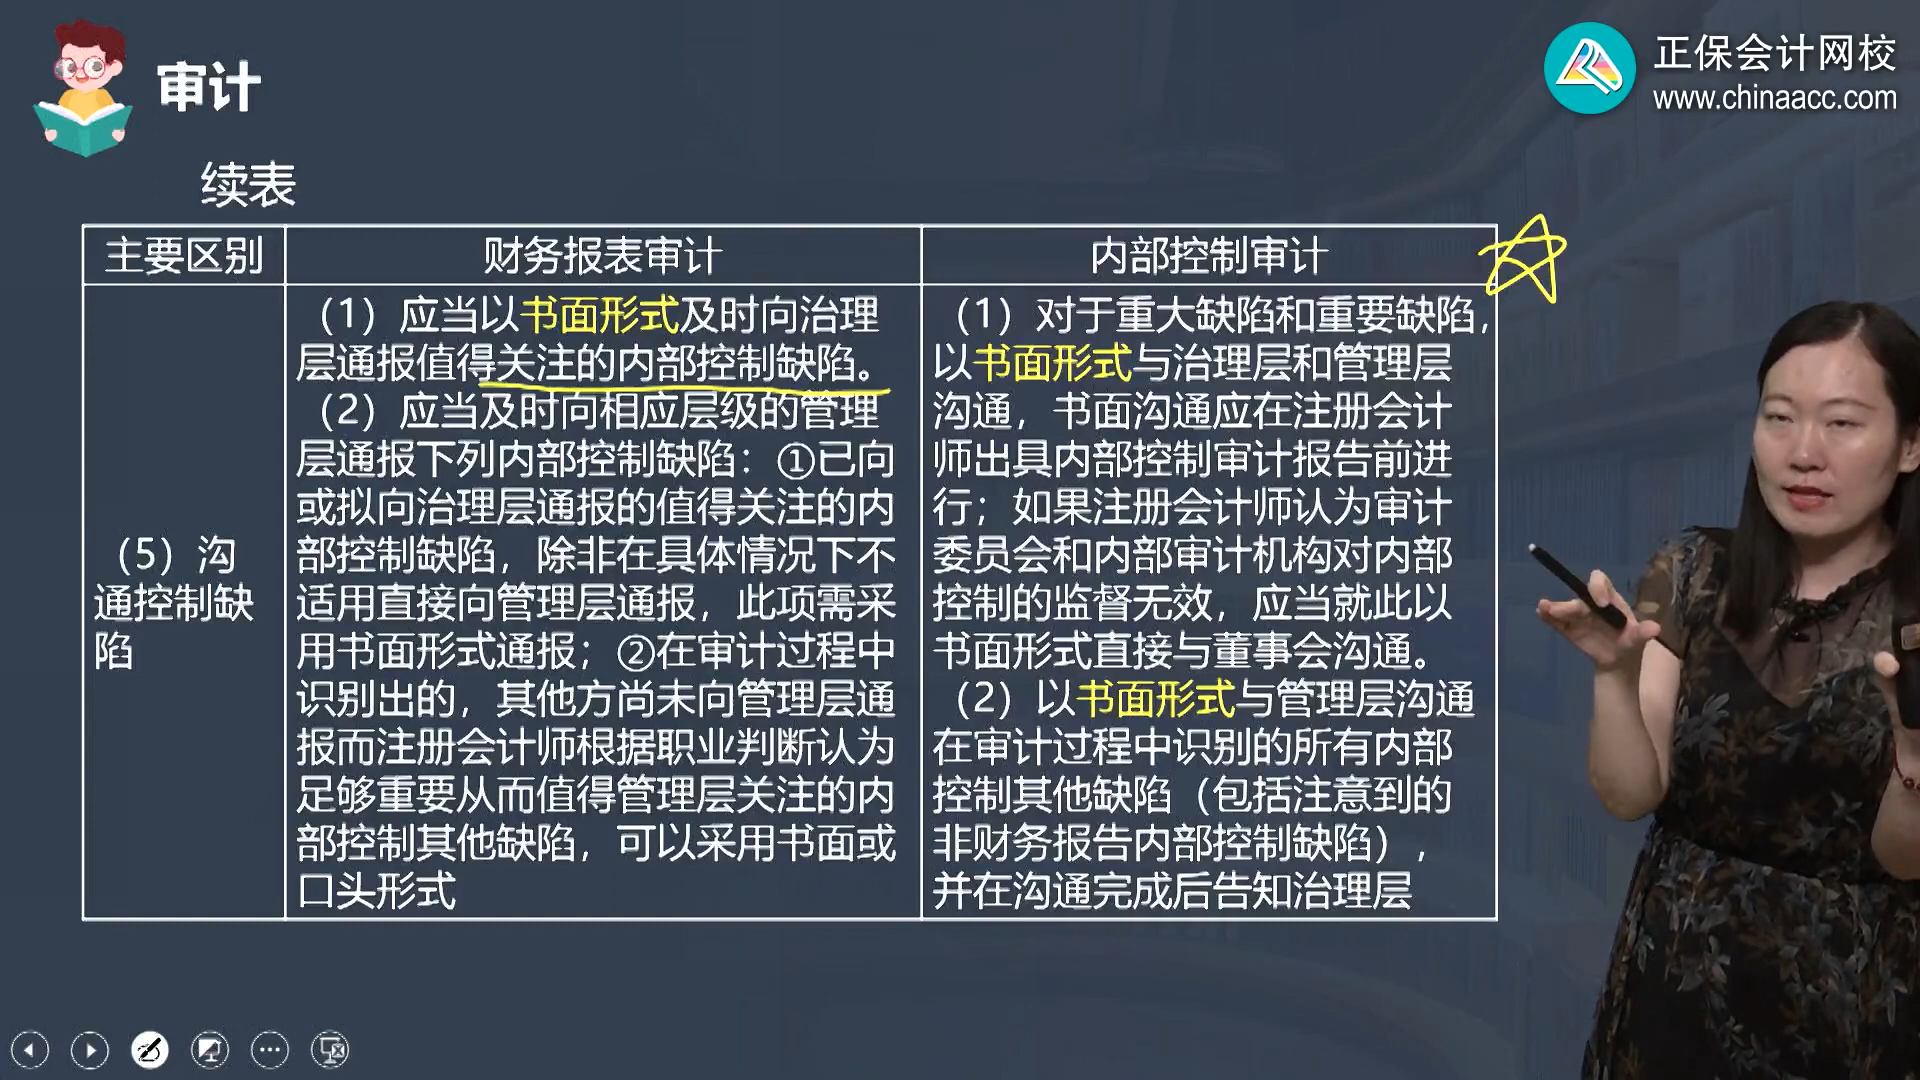 审计
正保会计网校
www.chinaacc.com
续表
主要区别
财务报表审计
内部控制审计
（5）沟
通控制缺
陷
（1）应当以书面形式及时向治理
层通报值得关注的内部控制缺陷。
（2）应当及时向相应层级的管理
层通报下列内部控制缺陷：①已向
或拟向治理层通报的值得关注的内
部控制缺陷，除非在具体情况下不
适用直接向管理层通报，此项需采
用书面形式通报；②在审计过程中
识别出的，其他方尚未向管理层通
报而注册会计师根据职业判断认为
足够重要从而值得管理层关注的内
部控制其他缺陷，可以采用书面或
口头形式
（1）对于重大缺陷和重要缺陷，
以书面形式与治理层和管理层
沟通，书面沟通应在注册会计
师出具内部控制审计报告前进
行；如果注册会计师认为审计
委员会和内部审计机构对内部
控制的监督无效，应当就此以
书面形式直接与董事会沟通。
（2）以书面形式与管理层沟通
在审计过程中识别的所有内部
控制其他缺陷（包括注意到的
非财务报告内部控制缺陷），
并在沟通完成后告知治理层